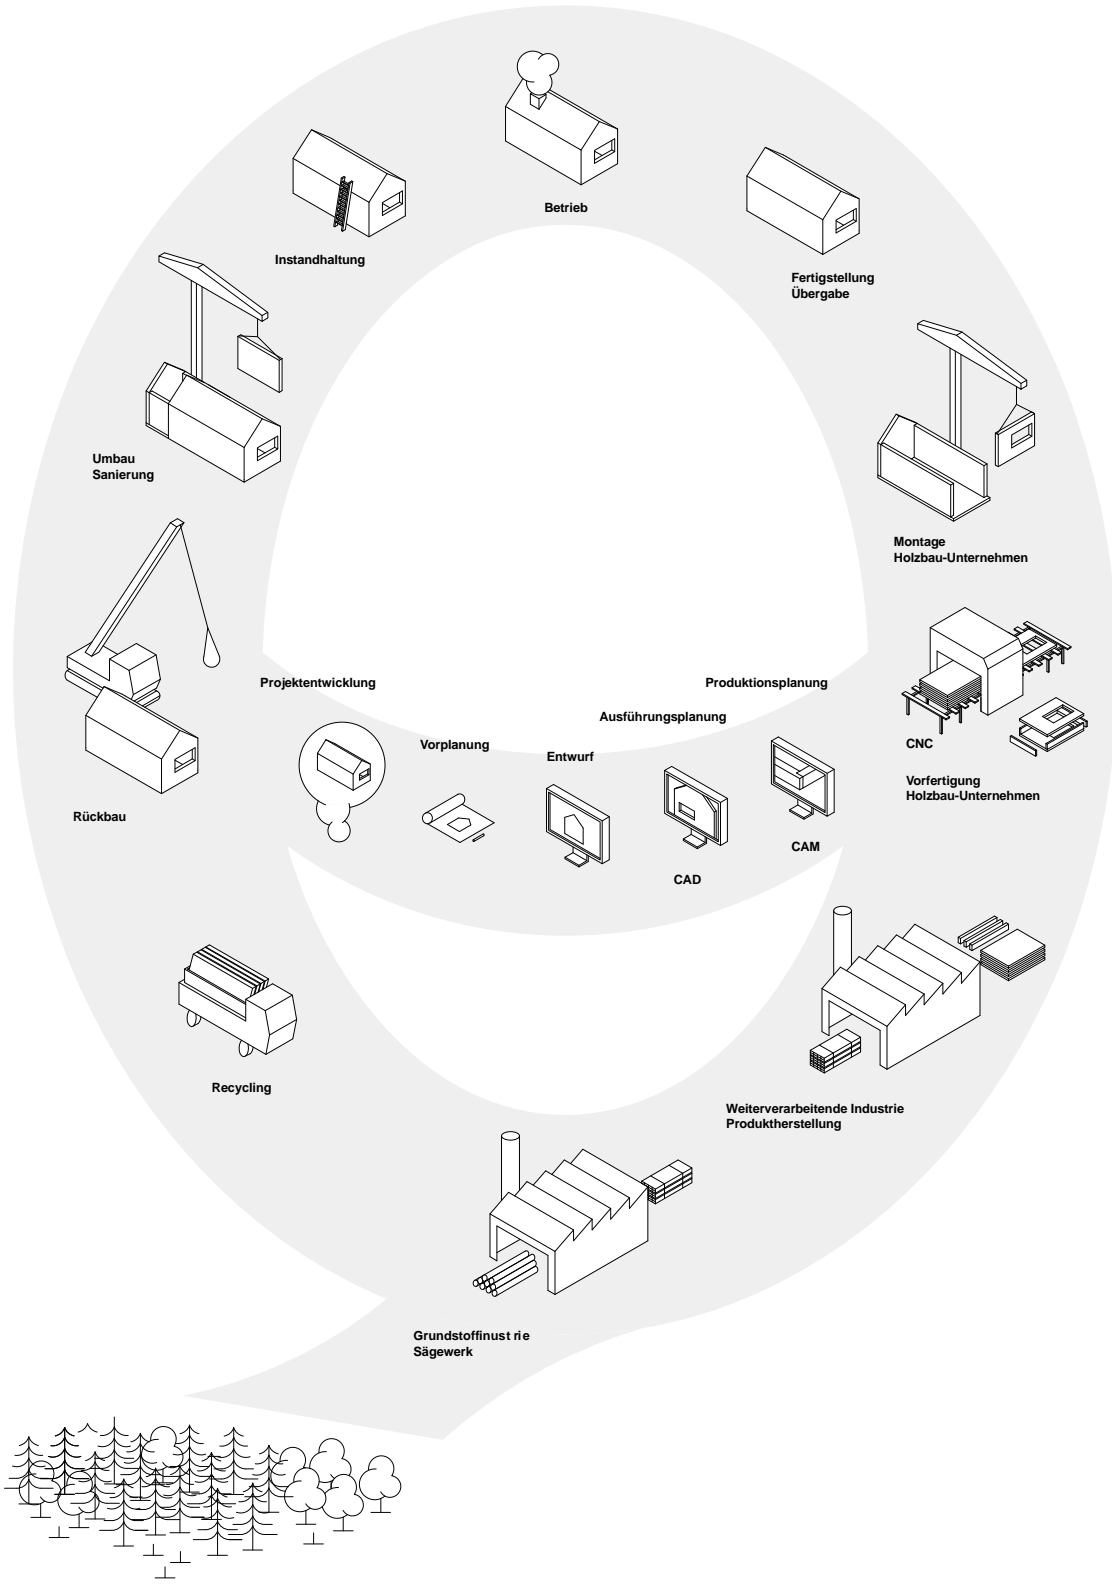 Betrieb
Instandhaltung
Fertigstellung
Übergabe
Umbau
Sanierung
Montage
Holzbau-Unternehmen
Projektentwicklung
Produktionsplanung
Ausführungsplanung
Vorplanung
Entwurf
CNC
Vorfertigung
Holzbau-Unternehmen
Rückbau
CAM
CAD
Recycling
Weiterverarbeitende Industrie
Produktherstellung
Grundstoffinust rie
Sägewerk